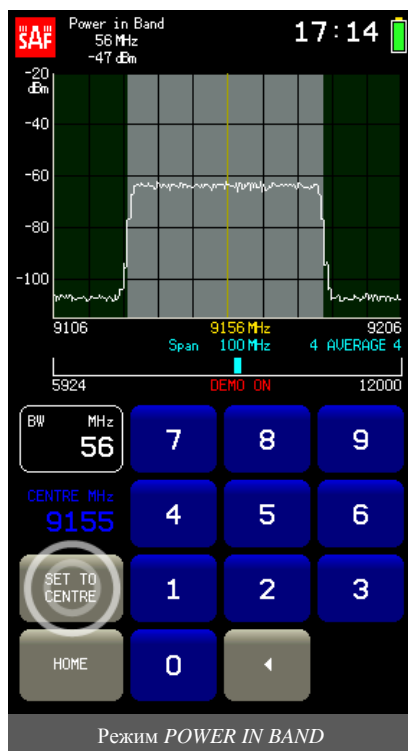 SAF
Power in Band
56 MHz
-47 dBm
17:14
-20
dBm
-40
-60
-80
-100
9106 9156 MHz 9206
Span 100 MHz 4 AVERAGE 4
5924 DEMO ON 12000
BW MHz
56
7 8 9
CENTRE MHz
9155
4 5 6
SET TO
CENTRE
1 2 3
HOME
0
Режим POWER IN BAND